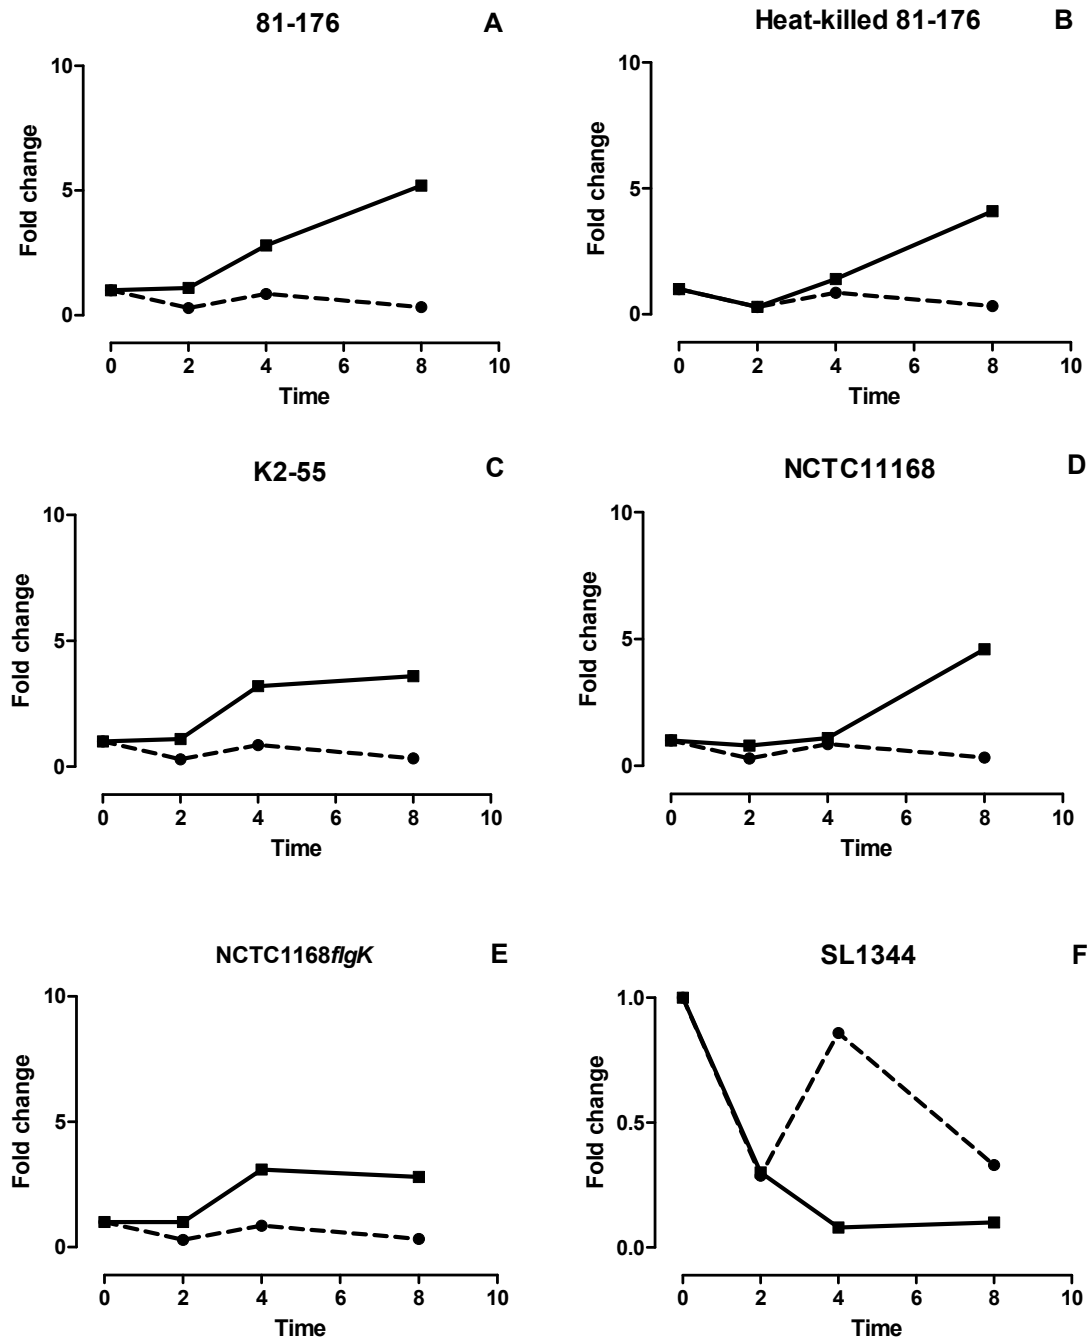 81-176 A
10
5
0
Fold change
0 2 4 6 8 10
Time
Heat-killed 81-176 B
10
5
0
Fold change
0 2 4 6 8 10
Time
K2-55 C
10
5
0
Fold change
0 2 4 6 8 10
Time
NCTC11168 D
10
5
0
Fold change
0 2 4 6 8 10
Time
NCTC1168flgK E
10
5
0
Fold change
0 2 4 6 8 10
Time
SL1344 F
1.0
0.5
0.0
Fold change
0 2 4 6 8 10
Time